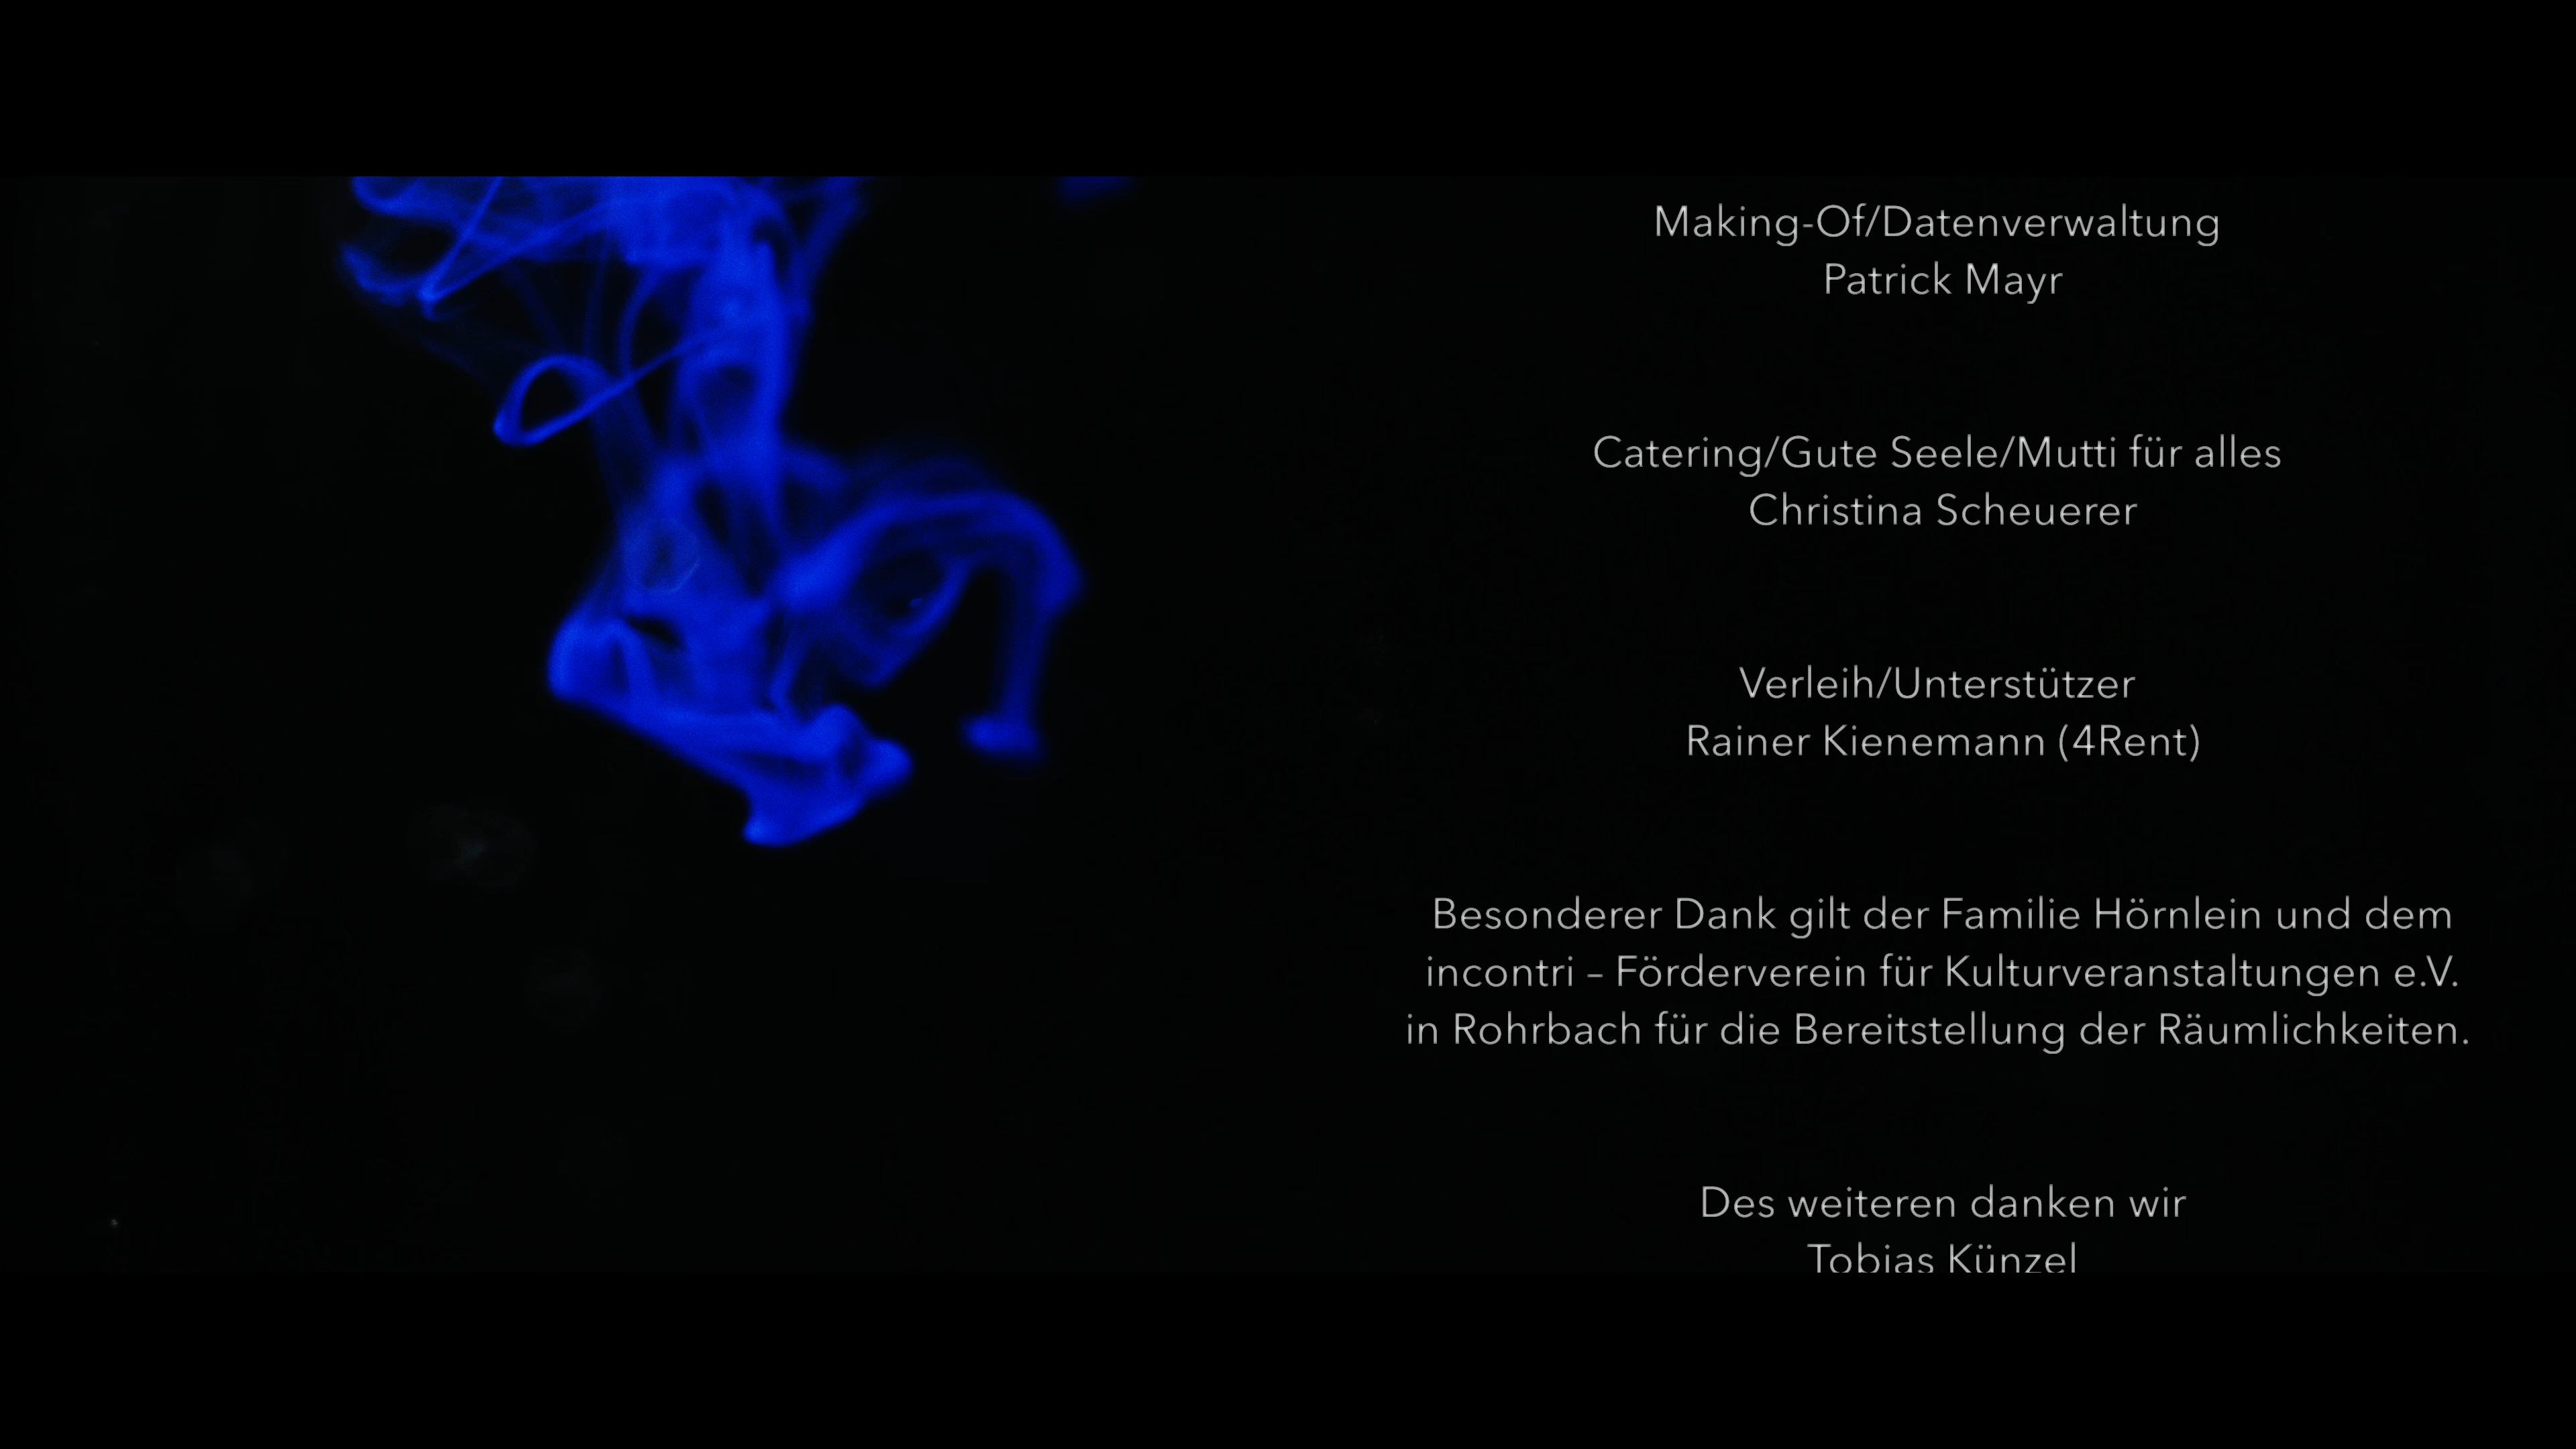 Making-Of/Datenverwaltung
Patrick Mayr
Catering/Gute Seele/Mutti für alles
Christina Scheuerer
Verleih/Unterstützer
Rainer Kienemann (4Rent)
Besonderer Dank gilt der Familie Hörnlein und dem
incontri – Förderverein für Kulturveranstaltungen e.V.
in Rohrbach für die Bereitstellung der Räumlichkeiten.
Des weiteren danken wir
Tobias Künzel